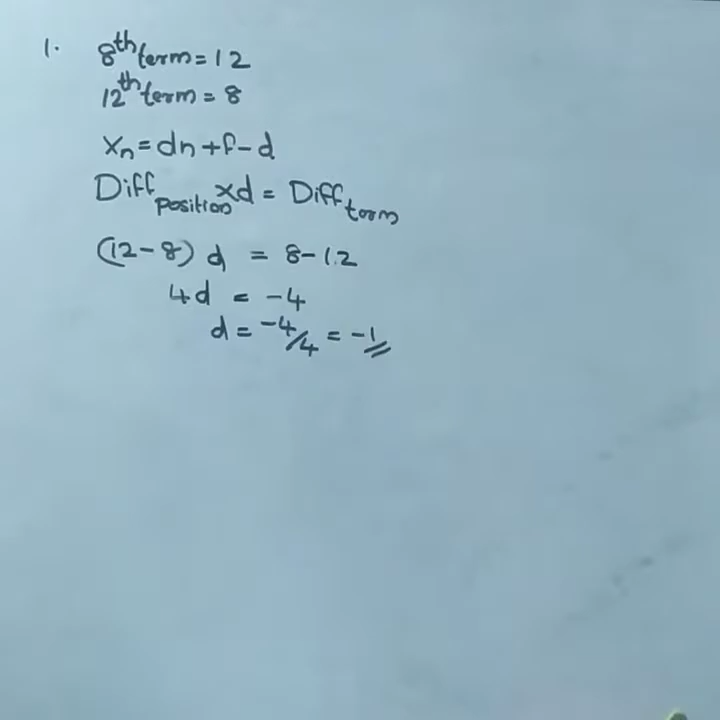 1. 8th term = 12
12th term = 8
xn = dn + f - d
Diff position x d = Diff term
(12 - 8) d = 8 - 12
4d = -4
d = -4/4 = -1